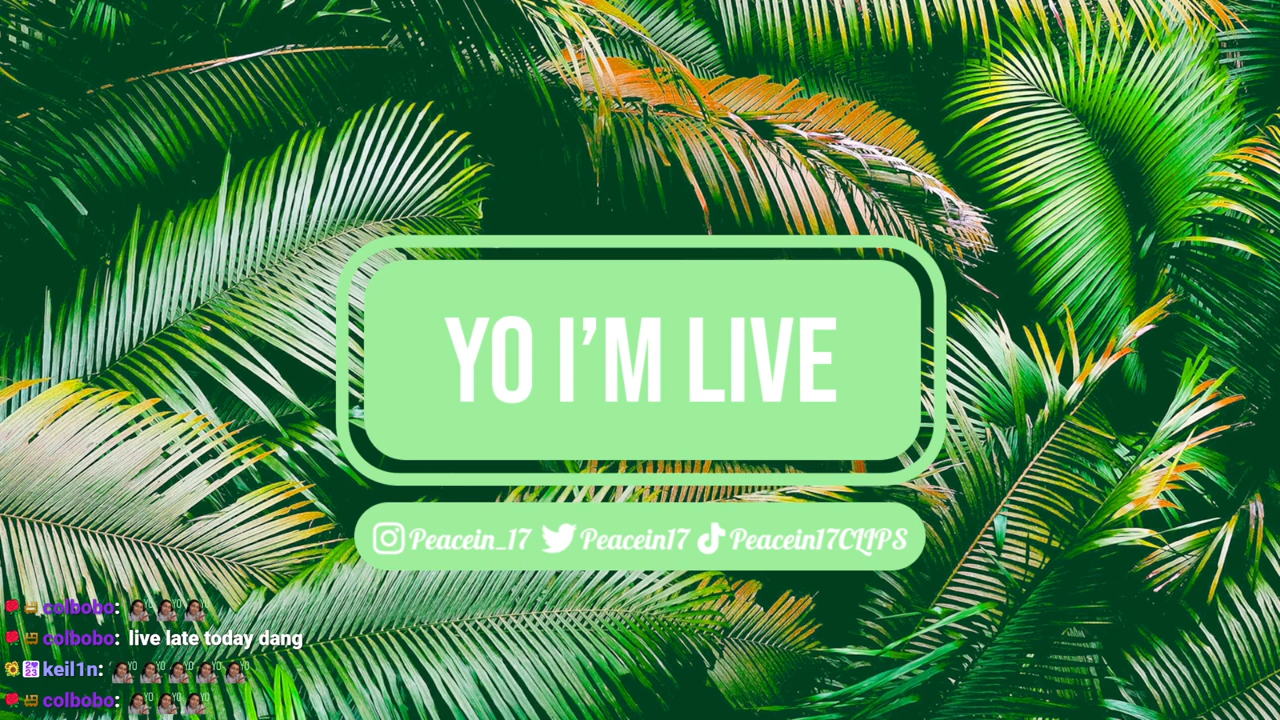 YO I'M LIVE
Peacein_17 Peacein17 Peacein17CLIPS
colbobo:
colbobo: live late today dang
keil1n:
colbobo: